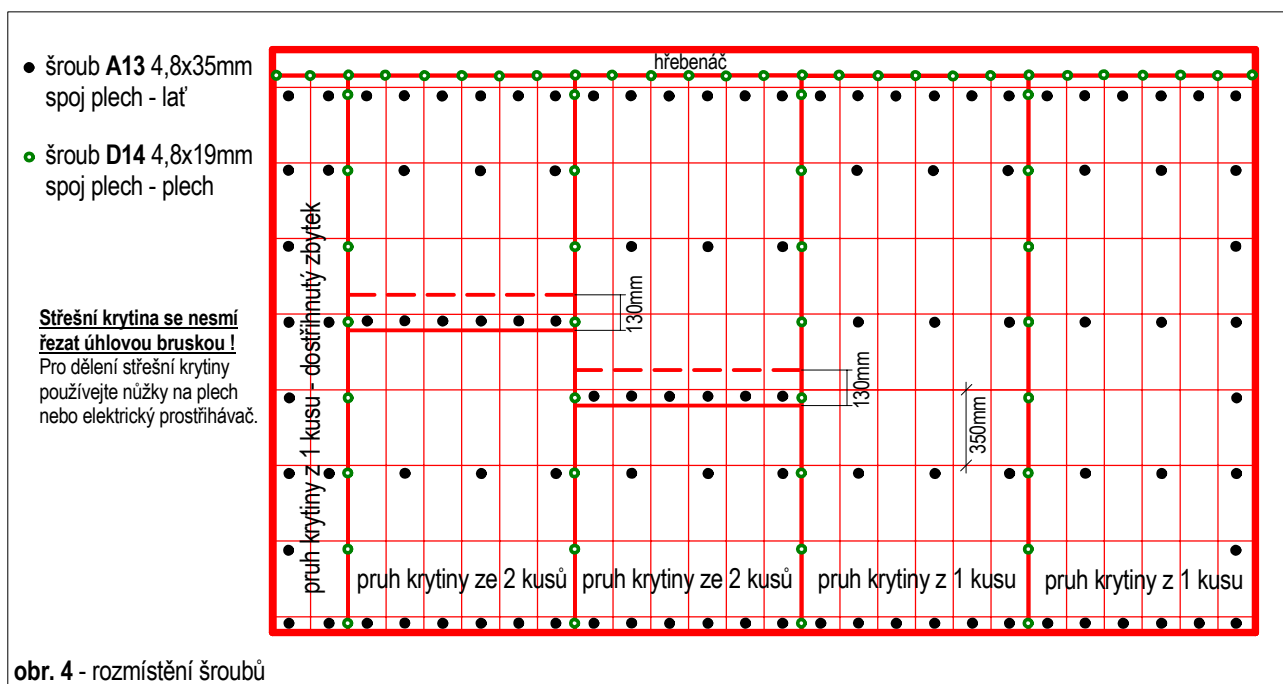 šroub A13 4,8x35mm
spoj plech - lať
šroub D14 4,8x19mm
spoj plech - plech
Střešní krytina se nesmí
řezat úhlovou bruskou !
Pro dělení střešní krytiny
používejte nůžky na plech
nebo elektrický prostřihávač.
hřebenáč
130mm
130mm
350mm
pruh krytiny z 1 kusu - dostřihnutý zbytek
pruh krytiny ze 2 kusů
pruh krytiny ze 2 kusů
pruh krytiny z 1 kusu
pruh krytiny z 1 kusu
obr. 4 - rozmístění šroubů